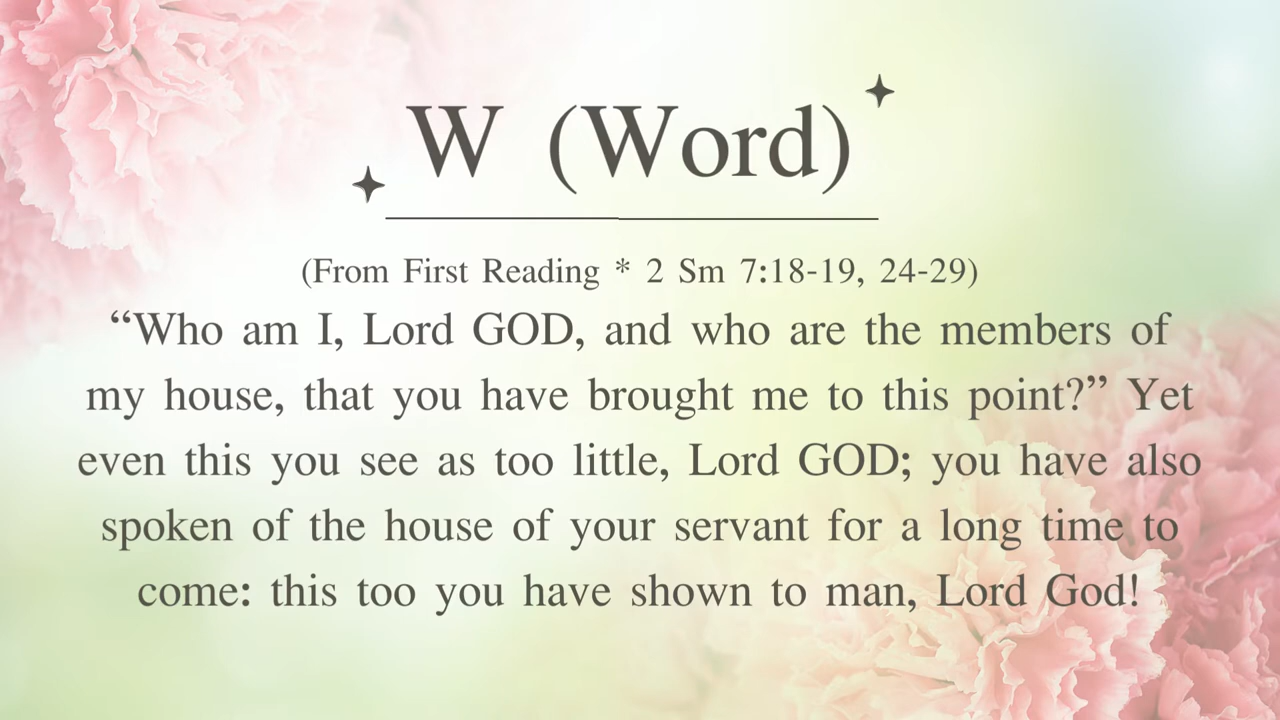 W (Word)
(From First Reading * 2 Sm 7:18-19, 24-29)
“Who am I, Lord GOD, and who are the members of
my house, that you have brought me to this point?” Yet
even this you see as too little, Lord GOD; you have also
spoken of the house of your servant for a long time to
come: this too you have shown to man, Lord God!